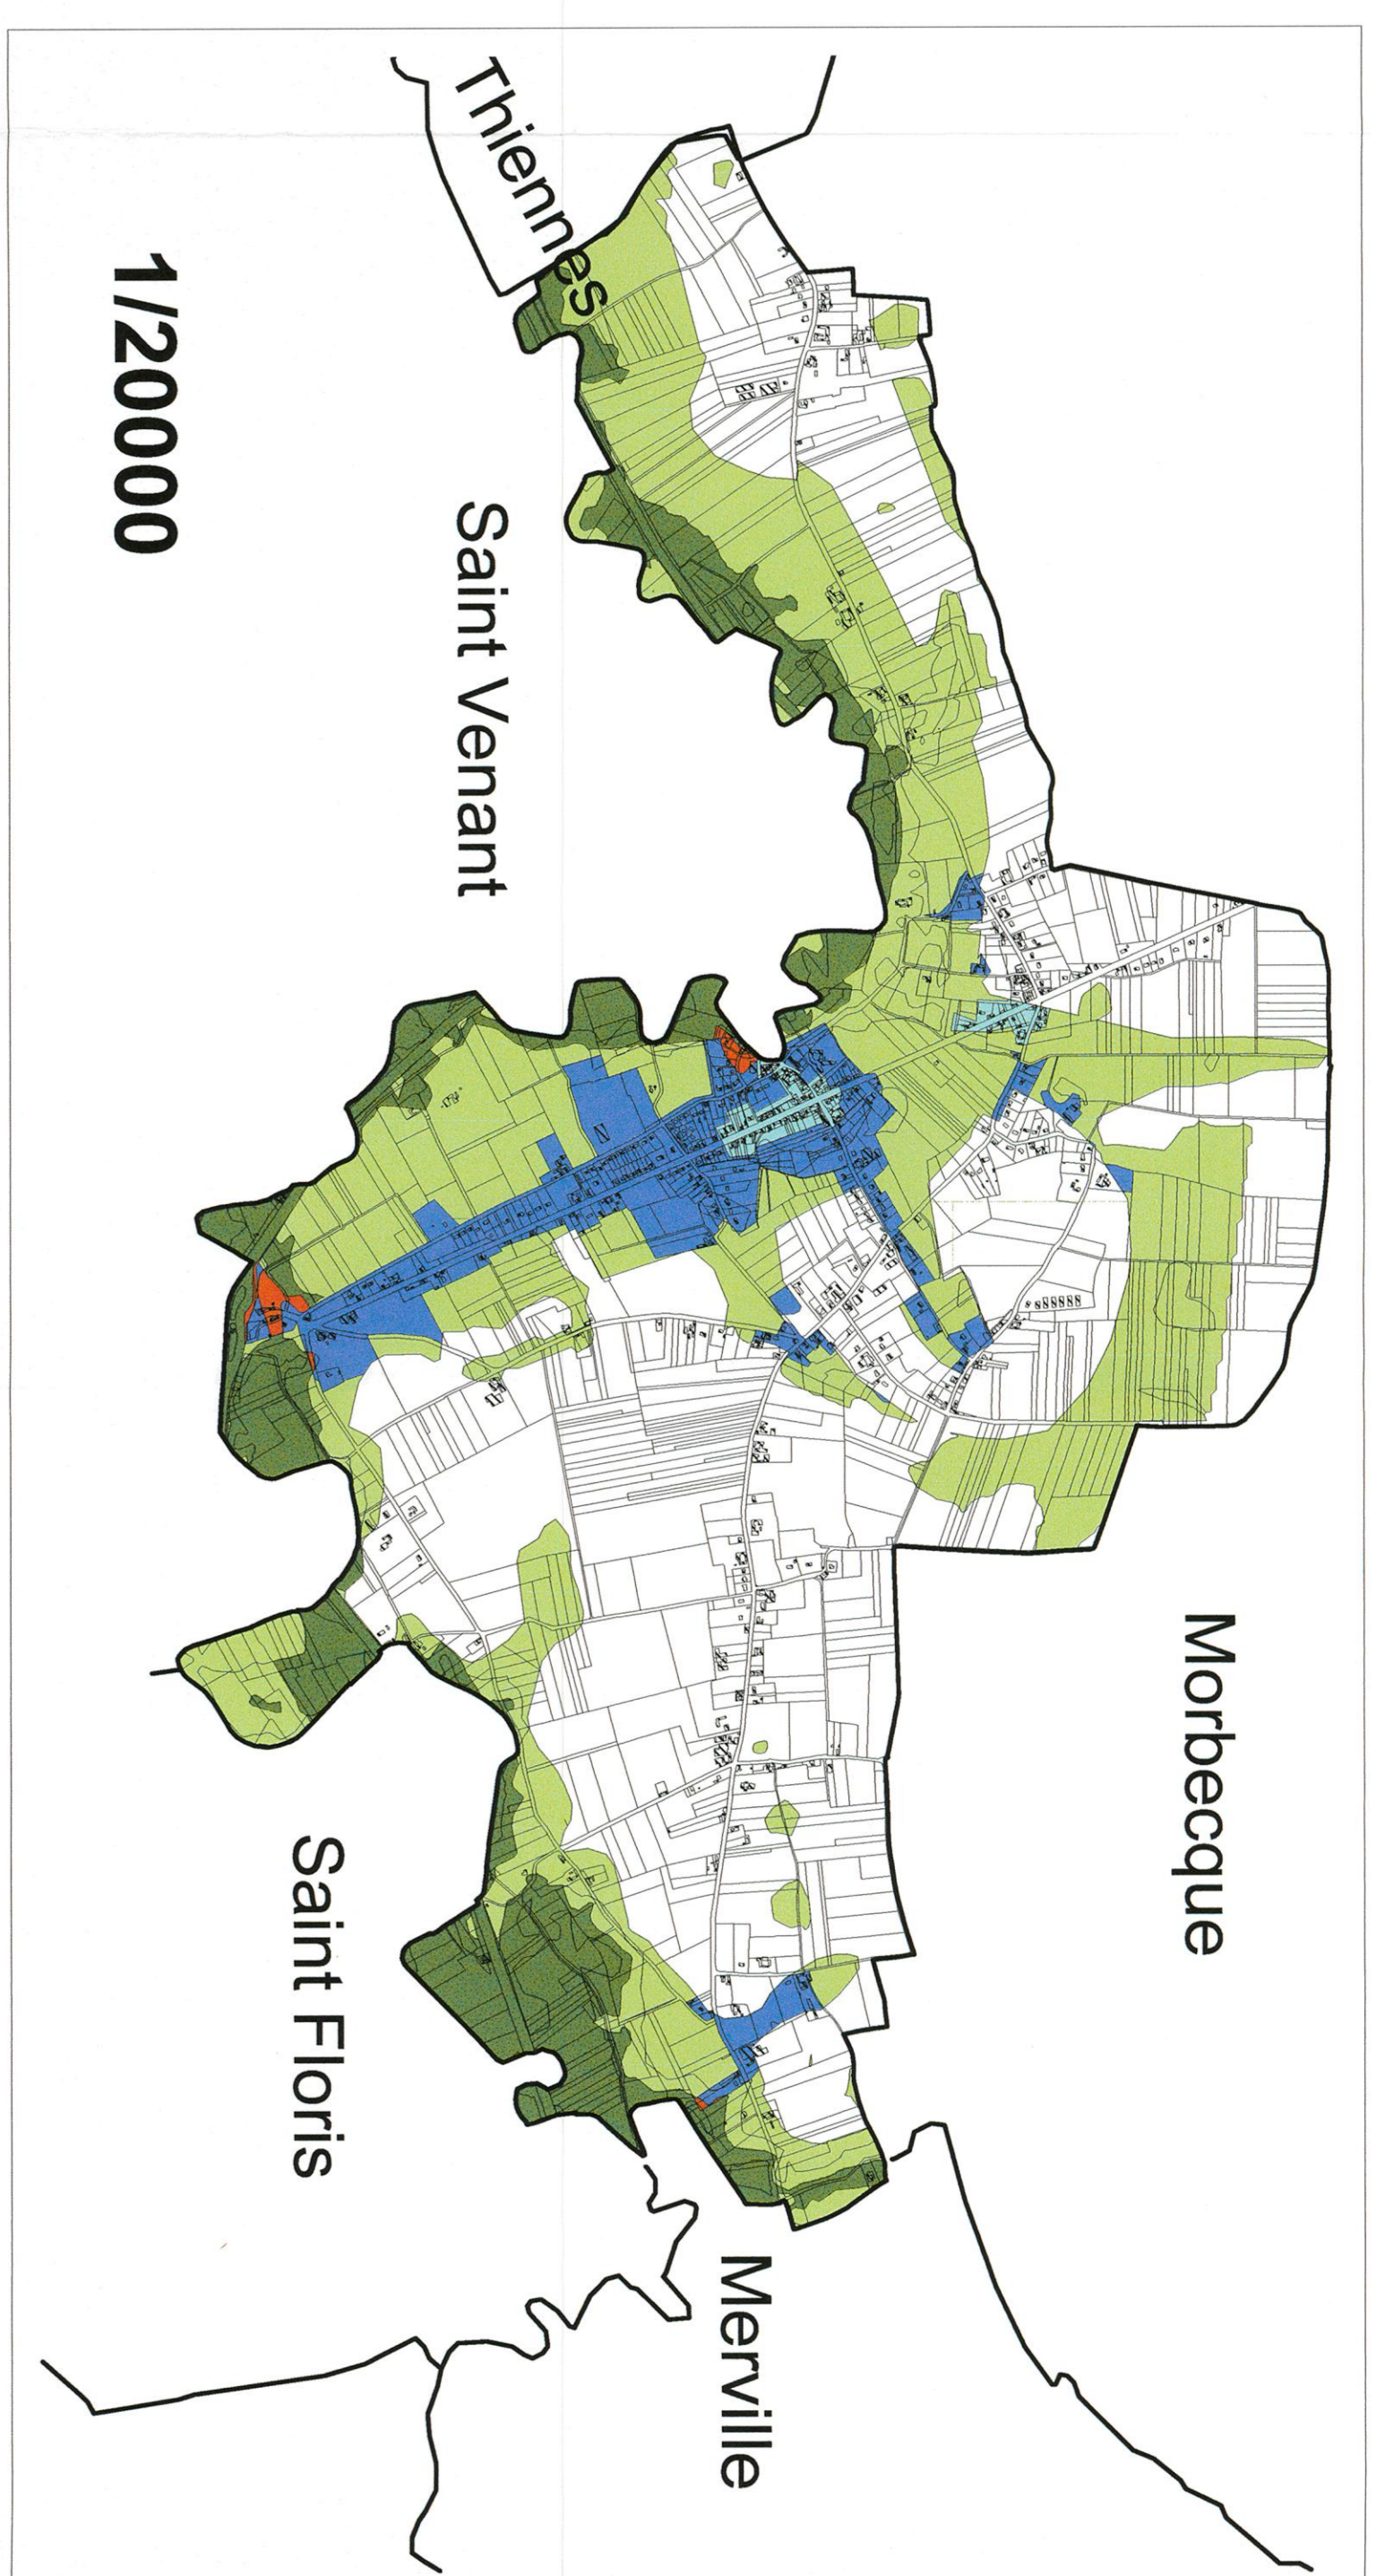 Morbecque
Thiennes
Saint Venant
Merville
Saint Floris
1/20000